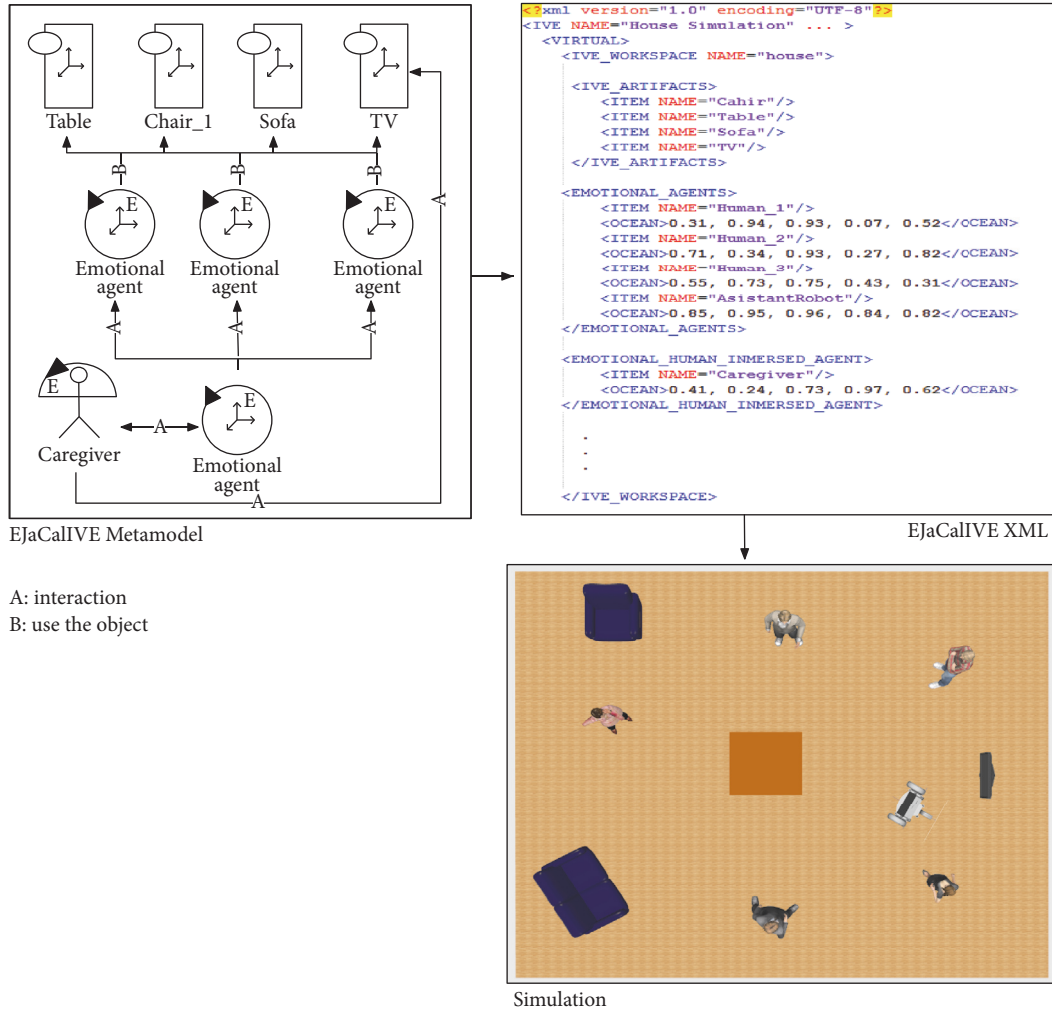 Table
Chair_1
Sofa
TV
B
B
B
A
E
E
E
Emotional
agent
Emotional
agent
Emotional
agent
A
A
A
E
E
A
Caregiver
Emotional
agent
A
EJaCalIVE Metamodel
A: interaction
B: use the object
<?xml version="1.0" encoding="UTF-8"?>
<IVE NAME="House Simulation" ... >
<VIRTUAL>
<IVE_WORKSPACE NAME="house">
<IVE_ARTIFACTS>
<ITEM NAME="Cahir"/>
<ITEM NAME="Table"/>
<ITEM NAME="Sofa"/>
<ITEM NAME="TV"/>
</IVE_ARTIFACTS>
<EMOTIONAL_AGENTS>
<ITEM NAME="Human_1"/>
<OCEAN>0.31, 0.94, 0.93, 0.07, 0.52</OCEAN>
<ITEM NAME="Human_2"/>
<OCEAN>0.71, 0.34, 0.93, 0.27, 0.82</OCEAN>
<ITEM NAME="Human_3"/>
<OCEAN>0.55, 0.73, 0.75, 0.43, 0.31</OCEAN>
<ITEM NAME="AsistantRobot"/>
<OCEAN>0.85, 0.95, 0.96, 0.84, 0.82</OCEAN>
</EMOTIONAL_AGENTS>
<EMOTIONAL_HUMAN_INMERSED_AGENT>
<ITEM NAME="Caregiver"/>
<OCEAN>0.41, 0.24, 0.73, 0.97, 0.62</OCEAN>
</EMOTIONAL_HUMAN_INMERSED_AGENT>
.
.
.
</IVE_WORKSPACE>
EJaCalIVE XML
Simulation